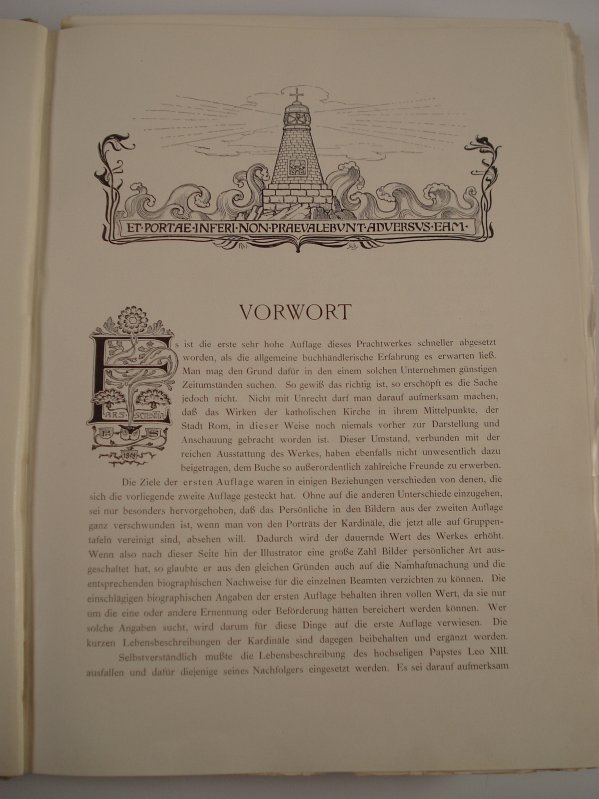 ET·PORTAE·INFERI·NON·PRAEVALEBVNT·ADVERSVS·EAM·
VORWORT
Es ist die erste sehr hohe Auflage dieses Prachtwerkes schneller abgesetzt
worden, als die allgemeine buchhändlerische Erfahrung es erwarten ließ.
Man mag den Grund dafür in den einem solchen Unternehmen günstigen
Zeitumständen suchen. So gewiß das richtig ist, so erschöpft es die Sache
jedoch nicht. Nicht mit Unrecht darf man darauf aufmerksam machen,
daß das Wirken der katholischen Kirche in ihrem Mittelpunkte, der
Stadt Rom, in dieser Weise noch niemals vorher zur Darstellung und
Anschauung gebracht worden ist. Dieser Umstand, verbunden mit der
reichen Ausstattung des Werkes, haben ebenfalls nicht unwesentlich dazu
beigetragen, dem Buche so außerordentlich zahlreiche Freunde zu erwerben.
ARS
Die Ziele der ersten Auflage waren in einigen Beziehungen verschieden von denen, die
sich die vorliegende zweite Auflage gesteckt hat. Ohne auf die anderen Unterschiede einzugehen,
sei nur besonders hervorgehoben, daß das Persönliche in den Bildern aus der zweiten Auflage
ganz verschwunden ist, wenn man von den Porträts der Kardinäle, die jetzt alle auf Gruppen-
tafeln vereinigt sind, absehen will. Dadurch wird der dauernde Wert des Werkes erhöht.
Wenn also nach dieser Seite hin der Illustrator eine große Zahl Bilder persönlicher Art aus-
geschaltet hat, so glaubte er aus den gleichen Gründen auch auf die Namhaftmachung und die
entsprechenden biographischen Nachweise für die einzelnen Beamten verzichten zu können. Die
einschlägigen biographischen Angaben der ersten Auflage behalten ihren vollen Wert, da sie nur
um die eine oder andere Ernennung oder Beförderung hätten bereichert werden können. Wer
solche Angaben sucht, wird darum für diese Dinge auf die erste Auflage verwiesen. Die
kurzen Lebensbeschreibungen der Kardinäle sind dagegen beibehalten und ergänzt worden.
Selbstverständlich mußte die Lebensbeschreibung des hochseligen Papstes Leo XIII.
ausfallen und dafür diejenige seines Nachfolgers eingesetzt werden. Es sei darauf aufmerksam